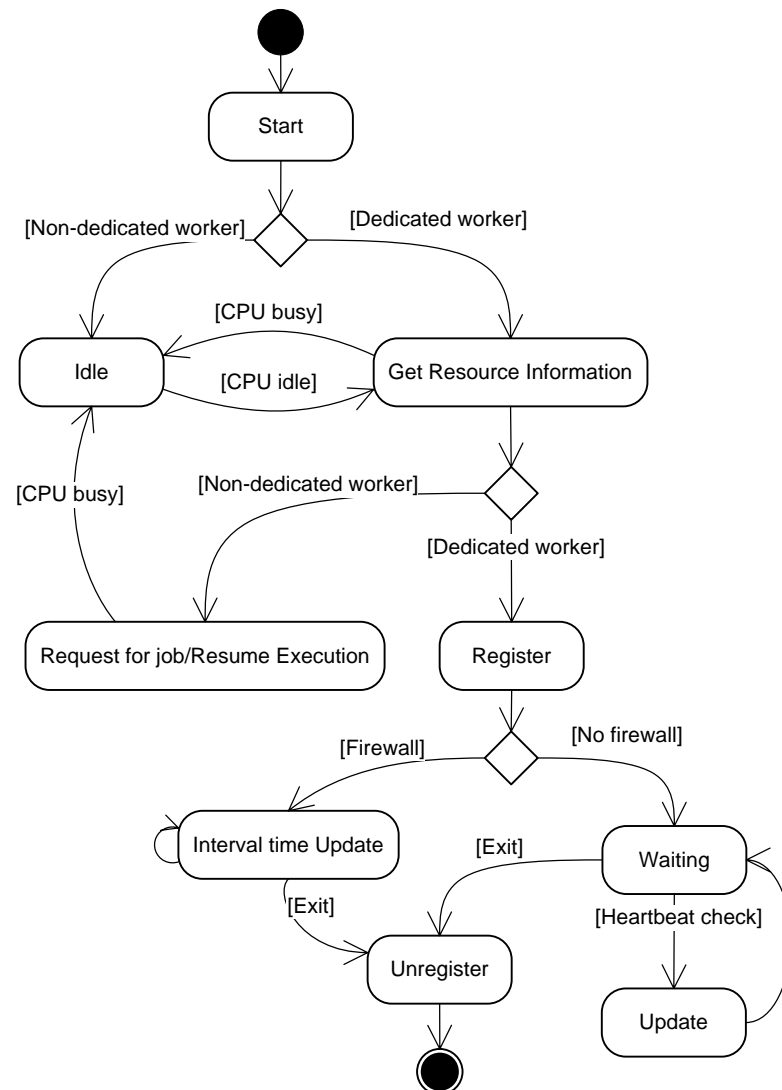 Start
[Non-dedicated worker]
[Dedicated worker]
[CPU busy]
Idle
Get Resource Information
[CPU idle]
[CPU busy]
[Non-dedicated worker]
[Dedicated worker]
Request for job/Resume Execution
Register
[Firewall]
[No firewall]
Interval time Update
[Exit]
Waiting
[Exit]
[Heartbeat check]
Unregister
Update